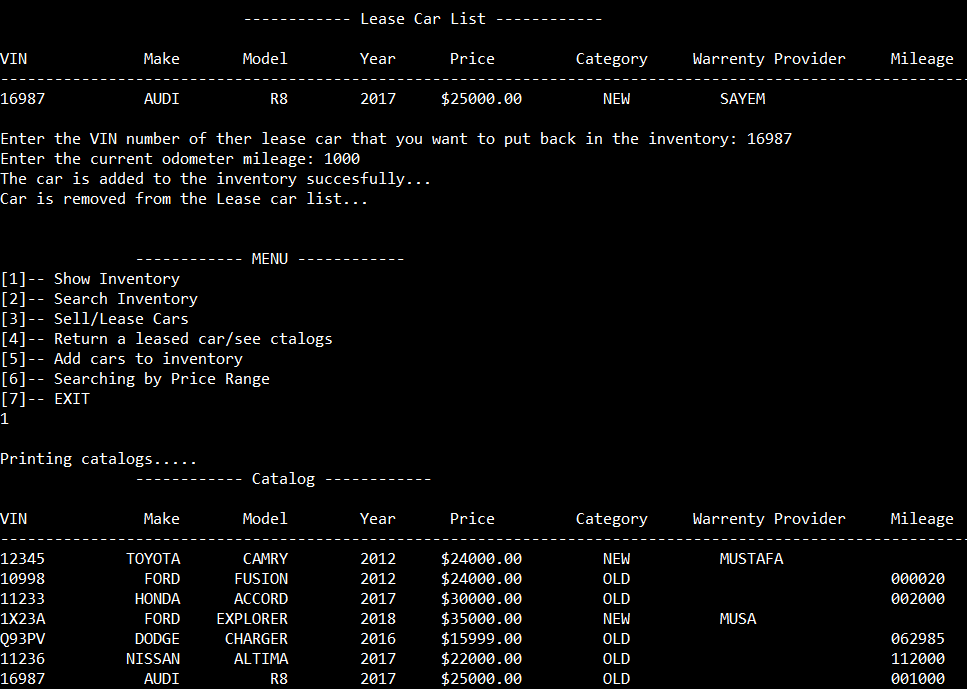 ------------ Lease Car List ------------
VIN Make Model Year Price Category Warrenty Provider Mileage
------------------------------------------------------------------------------------------------------------
16987 AUDI R8 2017 $25000.00 NEW SAYEM
Enter the VIN number of ther lease car that you want to put back in the inventory: 16987
Enter the current odometer mileage: 1000
The car is added to the inventory succesfully...
Car is removed from the Lease car list...
------------ MENU ------------
[1]-- Show Inventory
[2]-- Search Inventory
[3]-- Sell/Lease Cars
[4]-- Return a leased car/see ctalogs
[5]-- Add cars to inventory
[6]-- Searching by Price Range
[7]-- EXIT
1
Printing catalogs.....
------------ Catalog ------------
VIN Make Model Year Price Category Warrenty Provider Mileage
------------------------------------------------------------------------------------------------------------
12345 TOYOTA CAMRY 2012 $24000.00 NEW MUSTAFA
10998 FORD FUSION 2012 $24000.00 OLD 000020
11233 HONDA ACCORD 2017 $30000.00 OLD 002000
1X23A FORD EXPLORER 2018 $35000.00 NEW MUSA
Q93PV DODGE CHARGER 2016 $15999.00 OLD 062985
11236 NISSAN ALTIMA 2017 $22000.00 OLD 112000
16987 AUDI R8 2017 $25000.00 OLD 001000